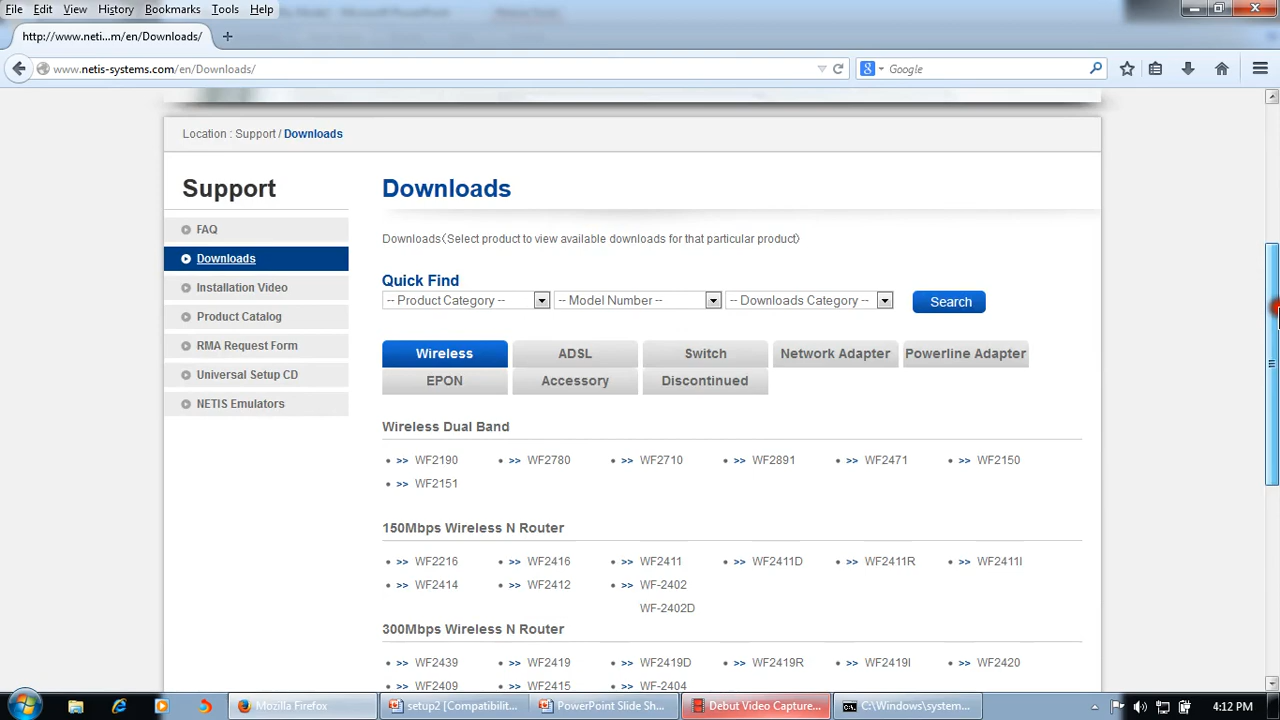 File Edit View History Bookmarks Tools Help
http://www.neti...m/en/Downloads/
www.netis-systems.com/en/Downloads/
Google
Location : Support / Downloads
Support
FAQ
Downloads
Installation Video
Product Catalog
RMA Request Form
Universal Setup CD
NETIS Emulators
Downloads
Downloads(Select product to view available downloads for that particular product)
Quick Find
-- Product Category -- -- Model Number -- -- Downloads Category -- Search
Wireless ADSL Switch Network Adapter Powerline Adapter
EPON Accessory Discontinued
Wireless Dual Band
>> WF2190 >> WF2780 >> WF2710 >> WF2891 >> WF2471 >> WF2150
>> WF2151
150Mbps Wireless N Router
>> WF2216 >> WF2416 >> WF2411 >> WF2411D >> WF2411R >> WF2411I
>> WF2414 >> WF2412 >> WF-2402
WF-2402D
300Mbps Wireless N Router
>> WF2439 >> WF2419 >> WF2419D >> WF2419R >> WF2419I >> WF2420
>> WF2409 >> WF2415 >> WF-2404
Mozilla Firefox
setup2 [Compatibilit...
PowerPoint Slide Sh...
Debut Video Capture...
C:\Windows\system...
4:12 PM